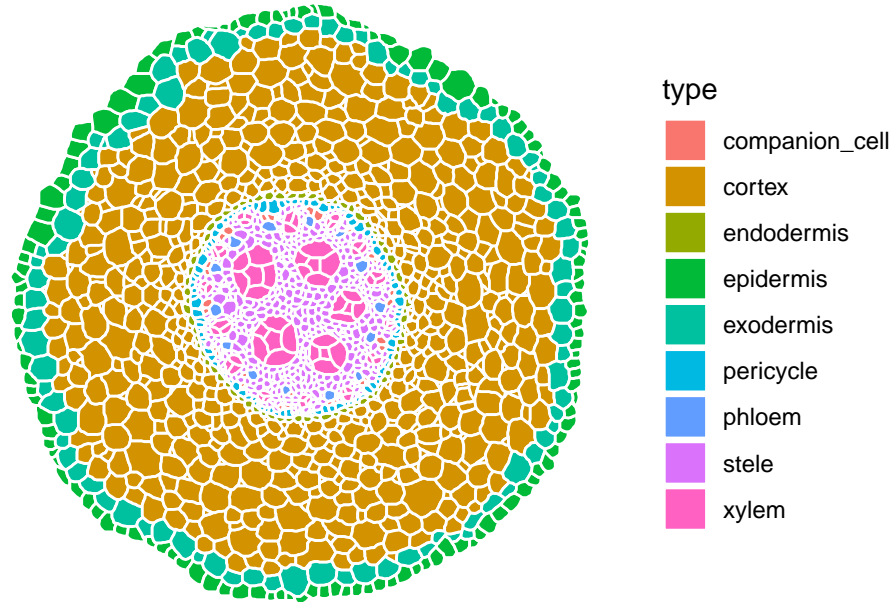 type
companion_cell
cortex
endodermis
epidermis
exodermis
pericycle
phloem
stele
xylem